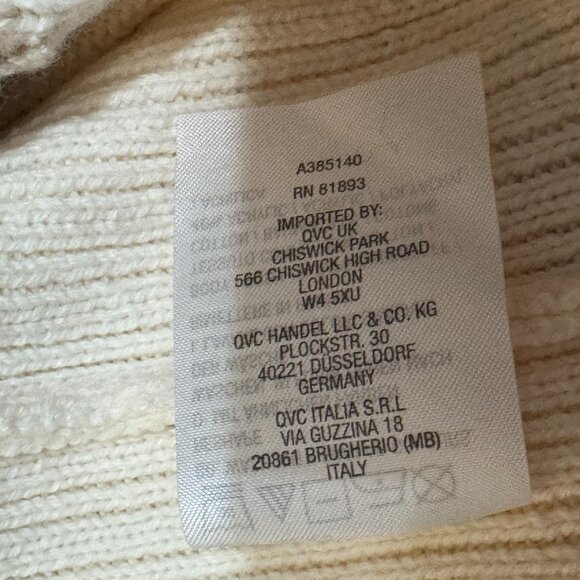 A385140
RN 81893
IMPORTED BY:
QVC UK
CHISWICK PARK
566 CHISWICK HIGH ROAD
LONDON
W4 5XU
QVC HANDEL LLC & CO. KG
PLOCKSTR. 30
40221 DÜSSELDORF
GERMANY
QVC ITALIA S.R.L
VIA GUZZINA 18
20861 BRUGHERIO (MB)
ITALY